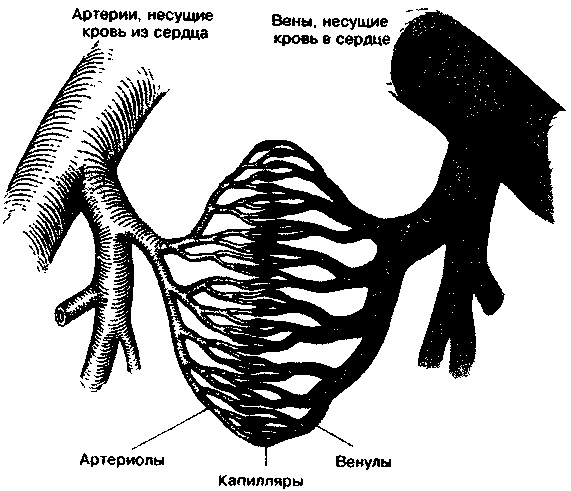 Артерии, несущие
кровь из сердца
Вены, несущие
кровь в сердце
Артериолы
Капилляры
Венулы